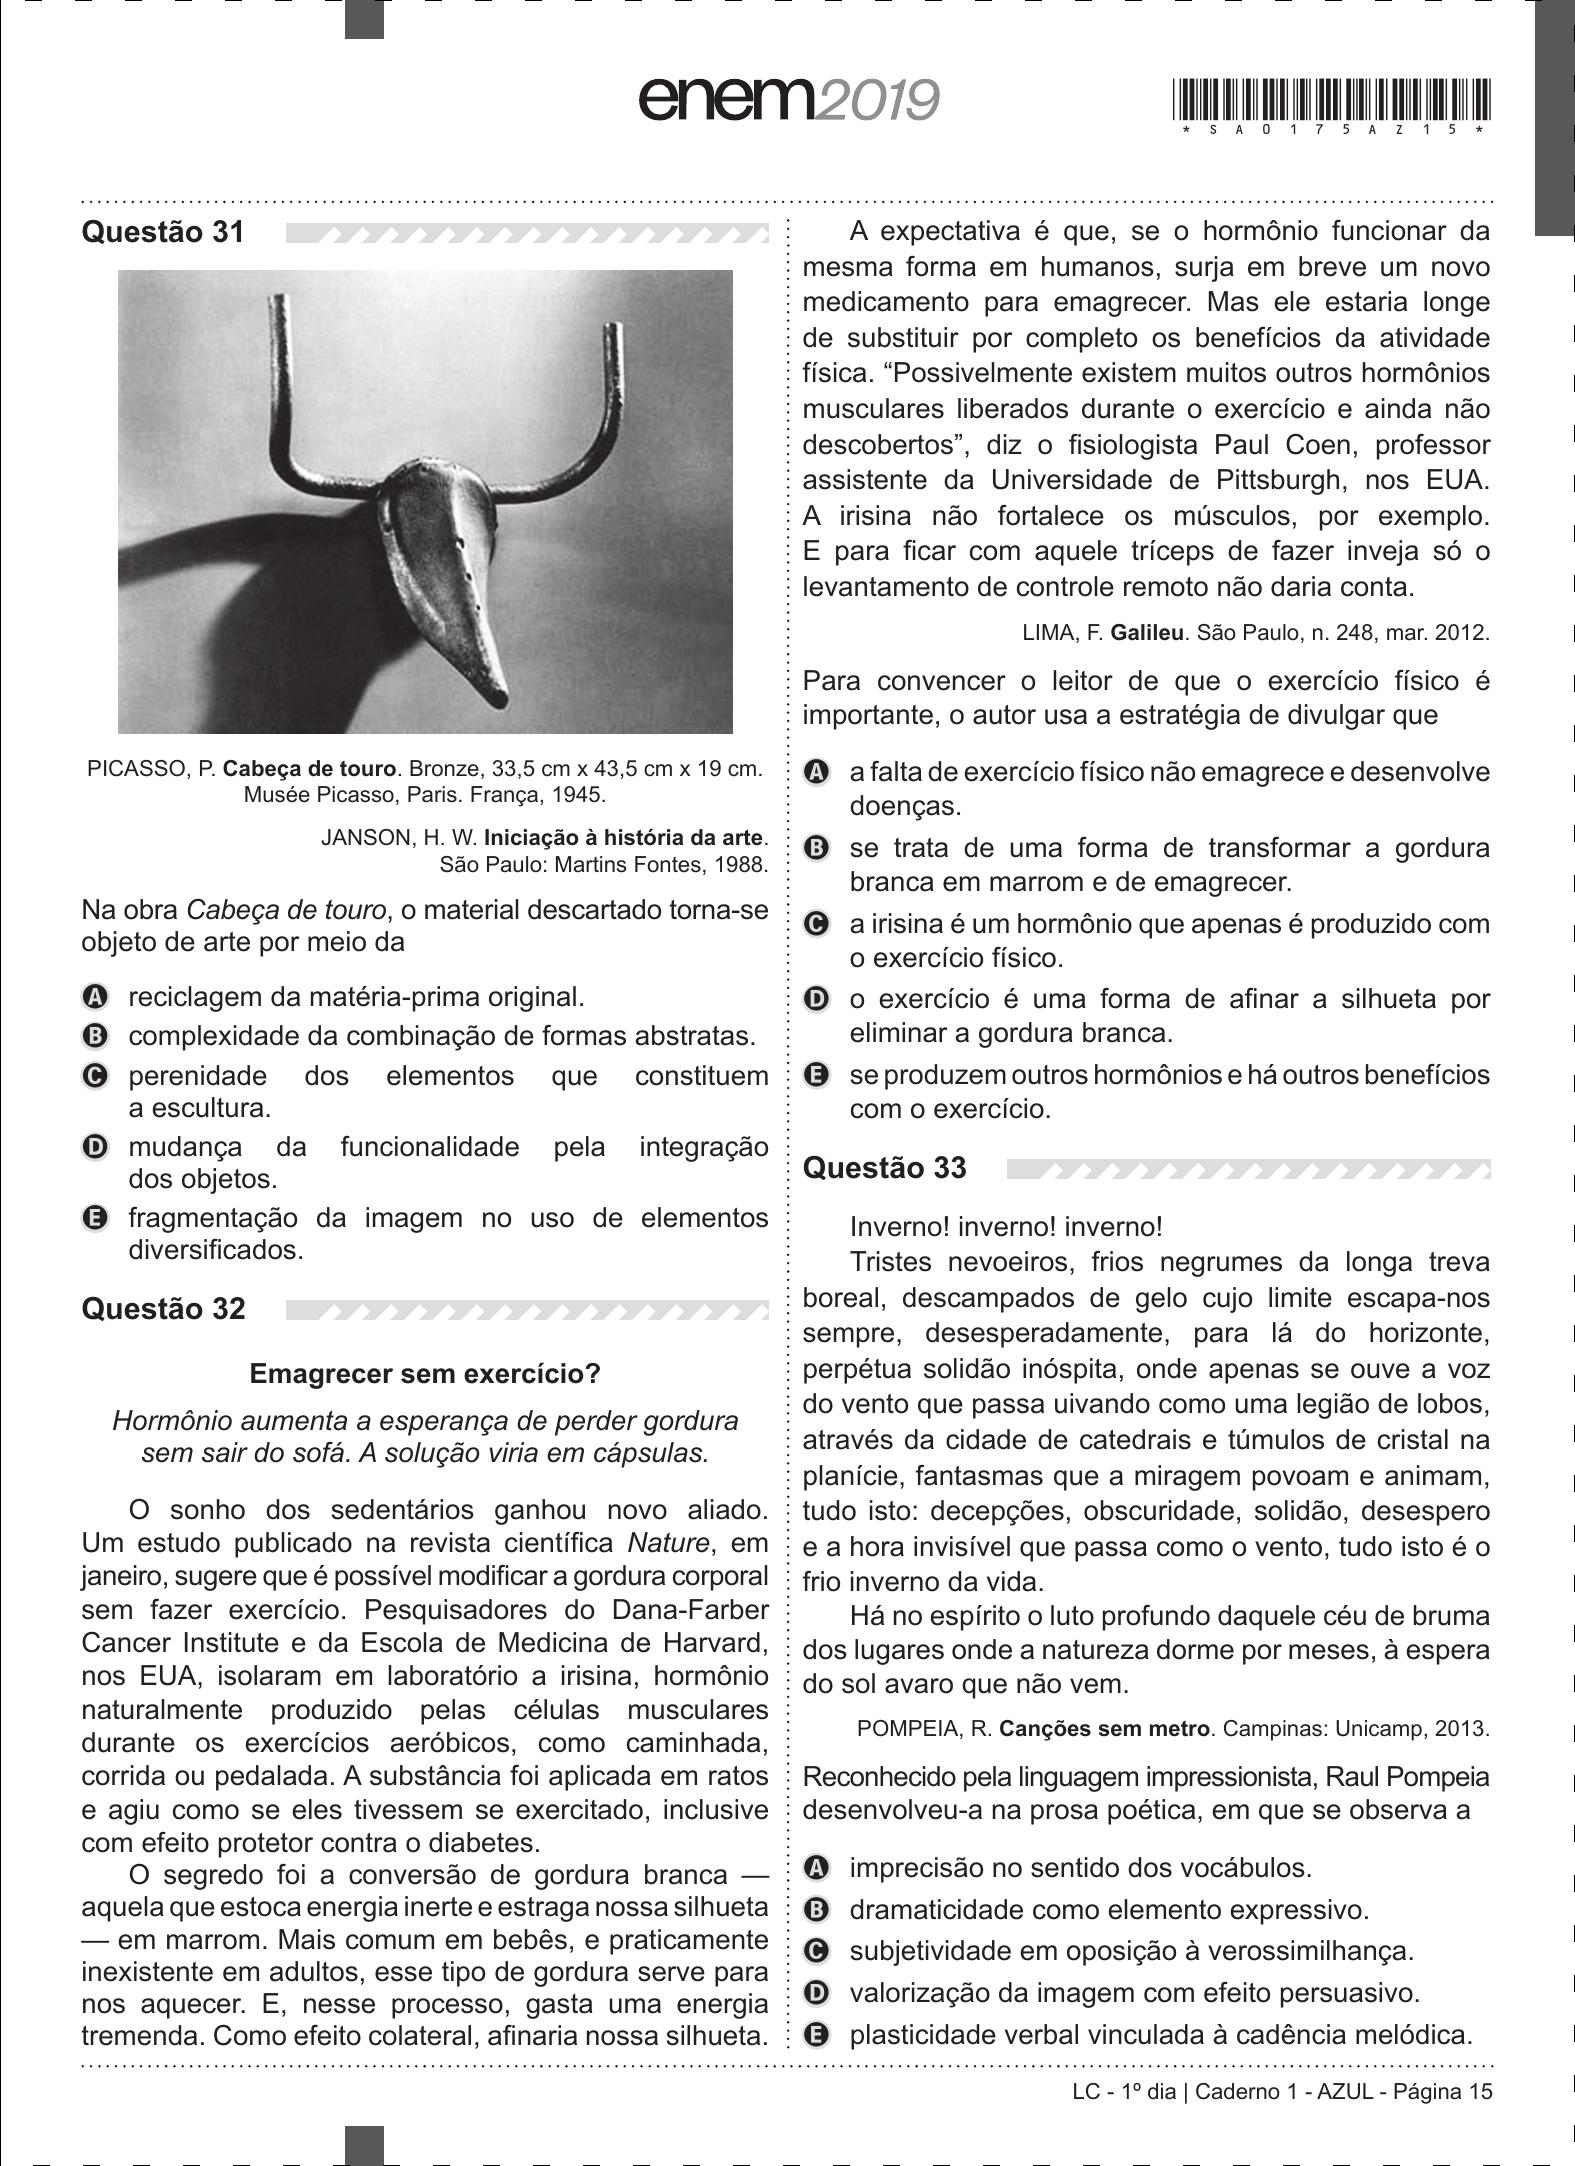 enem2019
*SA0175AZ15*
Questão 31
PICASSO, P. Cabeça de touro. Bronze, 33,5 cm x 43,5 cm x 19 cm.
Musée Picasso, Paris. França, 1945.
JANSON, H. W. Iniciação à história da arte.
São Paulo: Martins Fontes, 1988.
Na obra Cabeça de touro, o material descartado torna-se
objeto de arte por meio da
A reciclagem da matéria-prima original.
B complexidade da combinação de formas abstratas.
C perenidade dos elementos que constituem
a escultura.
D mudança da funcionalidade pela integração
dos objetos.
E fragmentação da imagem no uso de elementos
diversificados.
Questão 32
Emagrecer sem exercício?
Hormônio aumenta a esperança de perder gordura
sem sair do sofá. A solução viria em cápsulas.
O sonho dos sedentários ganhou novo aliado.
Um estudo publicado na revista científica Nature, em
janeiro, sugere que é possível modificar a gordura corporal
sem fazer exercício. Pesquisadores do Dana-Farber
Cancer Institute e da Escola de Medicina de Harvard,
nos EUA, isolaram em laboratório a irisina, hormônio
naturalmente produzido pelas células musculares
durante os exercícios aeróbicos, como caminhada,
corrida ou pedalada. A substância foi aplicada em ratos
e agiu como se eles tivessem se exercitado, inclusive
com efeito protetor contra o diabetes.
O segredo foi a conversão de gordura branca —
aquela que estoca energia inerte e estraga nossa silhueta
— em marrom. Mais comum em bebês, e praticamente
inexistente em adultos, esse tipo de gordura serve para
nos aquecer. E, nesse processo, gasta uma energia
tremenda. Como efeito colateral, afinaria nossa silhueta.
A expectativa é que, se o hormônio funcionar da
mesma forma em humanos, surja em breve um novo
medicamento para emagrecer. Mas ele estaria longe
de substituir por completo os benefícios da atividade
física. “Possivelmente existem muitos outros hormônios
musculares liberados durante o exercício e ainda não
descobertos”, diz o fisiologista Paul Coen, professor
assistente da Universidade de Pittsburgh, nos EUA.
A irisina não fortalece os músculos, por exemplo.
E para ficar com aquele tríceps de fazer inveja só o
levantamento de controle remoto não daria conta.
LIMA, F. Galileu. São Paulo, n. 248, mar. 2012.
Para convencer o leitor de que o exercício físico é
importante, o autor usa a estratégia de divulgar que
A a falta de exercício físico não emagrece e desenvolve
doenças.
B se trata de uma forma de transformar a gordura
branca em marrom e de emagrecer.
C a irisina é um hormônio que apenas é produzido com
o exercício físico.
D o exercício é uma forma de afinar a silhueta por
eliminar a gordura branca.
E se produzem outros hormônios e há outros benefícios
com o exercício.
Questão 33
Inverno! inverno! inverno!
Tristes nevoeiros, frios negrumes da longa treva
boreal, descampados de gelo cujo limite escapa-nos
sempre, desesperadamente, para lá do horizonte,
perpétua solidão inóspita, onde apenas se ouve a voz
do vento que passa uivando como uma legião de lobos,
através da cidade de catedrais e túmulos de cristal na
planície, fantasmas que a miragem povoam e animam,
tudo isto: decepções, obscuridade, solidão, desespero
e a hora invisível que passa como o vento, tudo isto é o
frio inverno da vida.
Há no espírito o luto profundo daquele céu de bruma
dos lugares onde a natureza dorme por meses, à espera
do sol avaro que não vem.
POMPEIA, R. Canções sem metro. Campinas: Unicamp, 2013.
Reconhecido pela linguagem impressionista, Raul Pompeia
desenvolveu-a na prosa poética, em que se observa a
A imprecisão no sentido dos vocábulos.
B dramaticidade como elemento expressivo.
C subjetividade em oposição à verossimilhança.
D valorização da imagem com efeito persuasivo.
E plasticidade verbal vinculada à cadência melódica.
LC - 1º dia | Caderno 1 - AZUL - Página 15